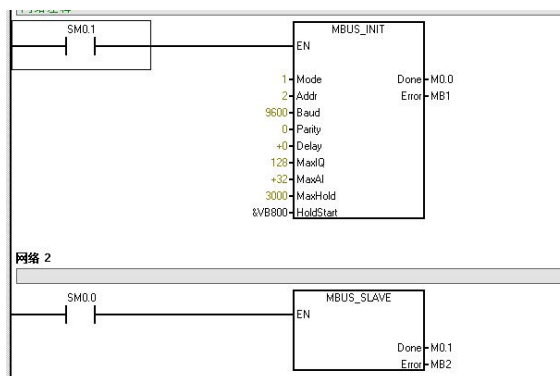 SM0.1
MBUS_INIT
EN
1 Mode Done M0.0
2 Addr Error MB1
9600 Baud
0 Parity
+0 Delay
128 MaxIQ
+32 MaxAI
3000 MaxHold
&VB800 HoldStart
网络 2
SM0.0
MBUS_SLAVE
EN
Done M0.1
Error MB2